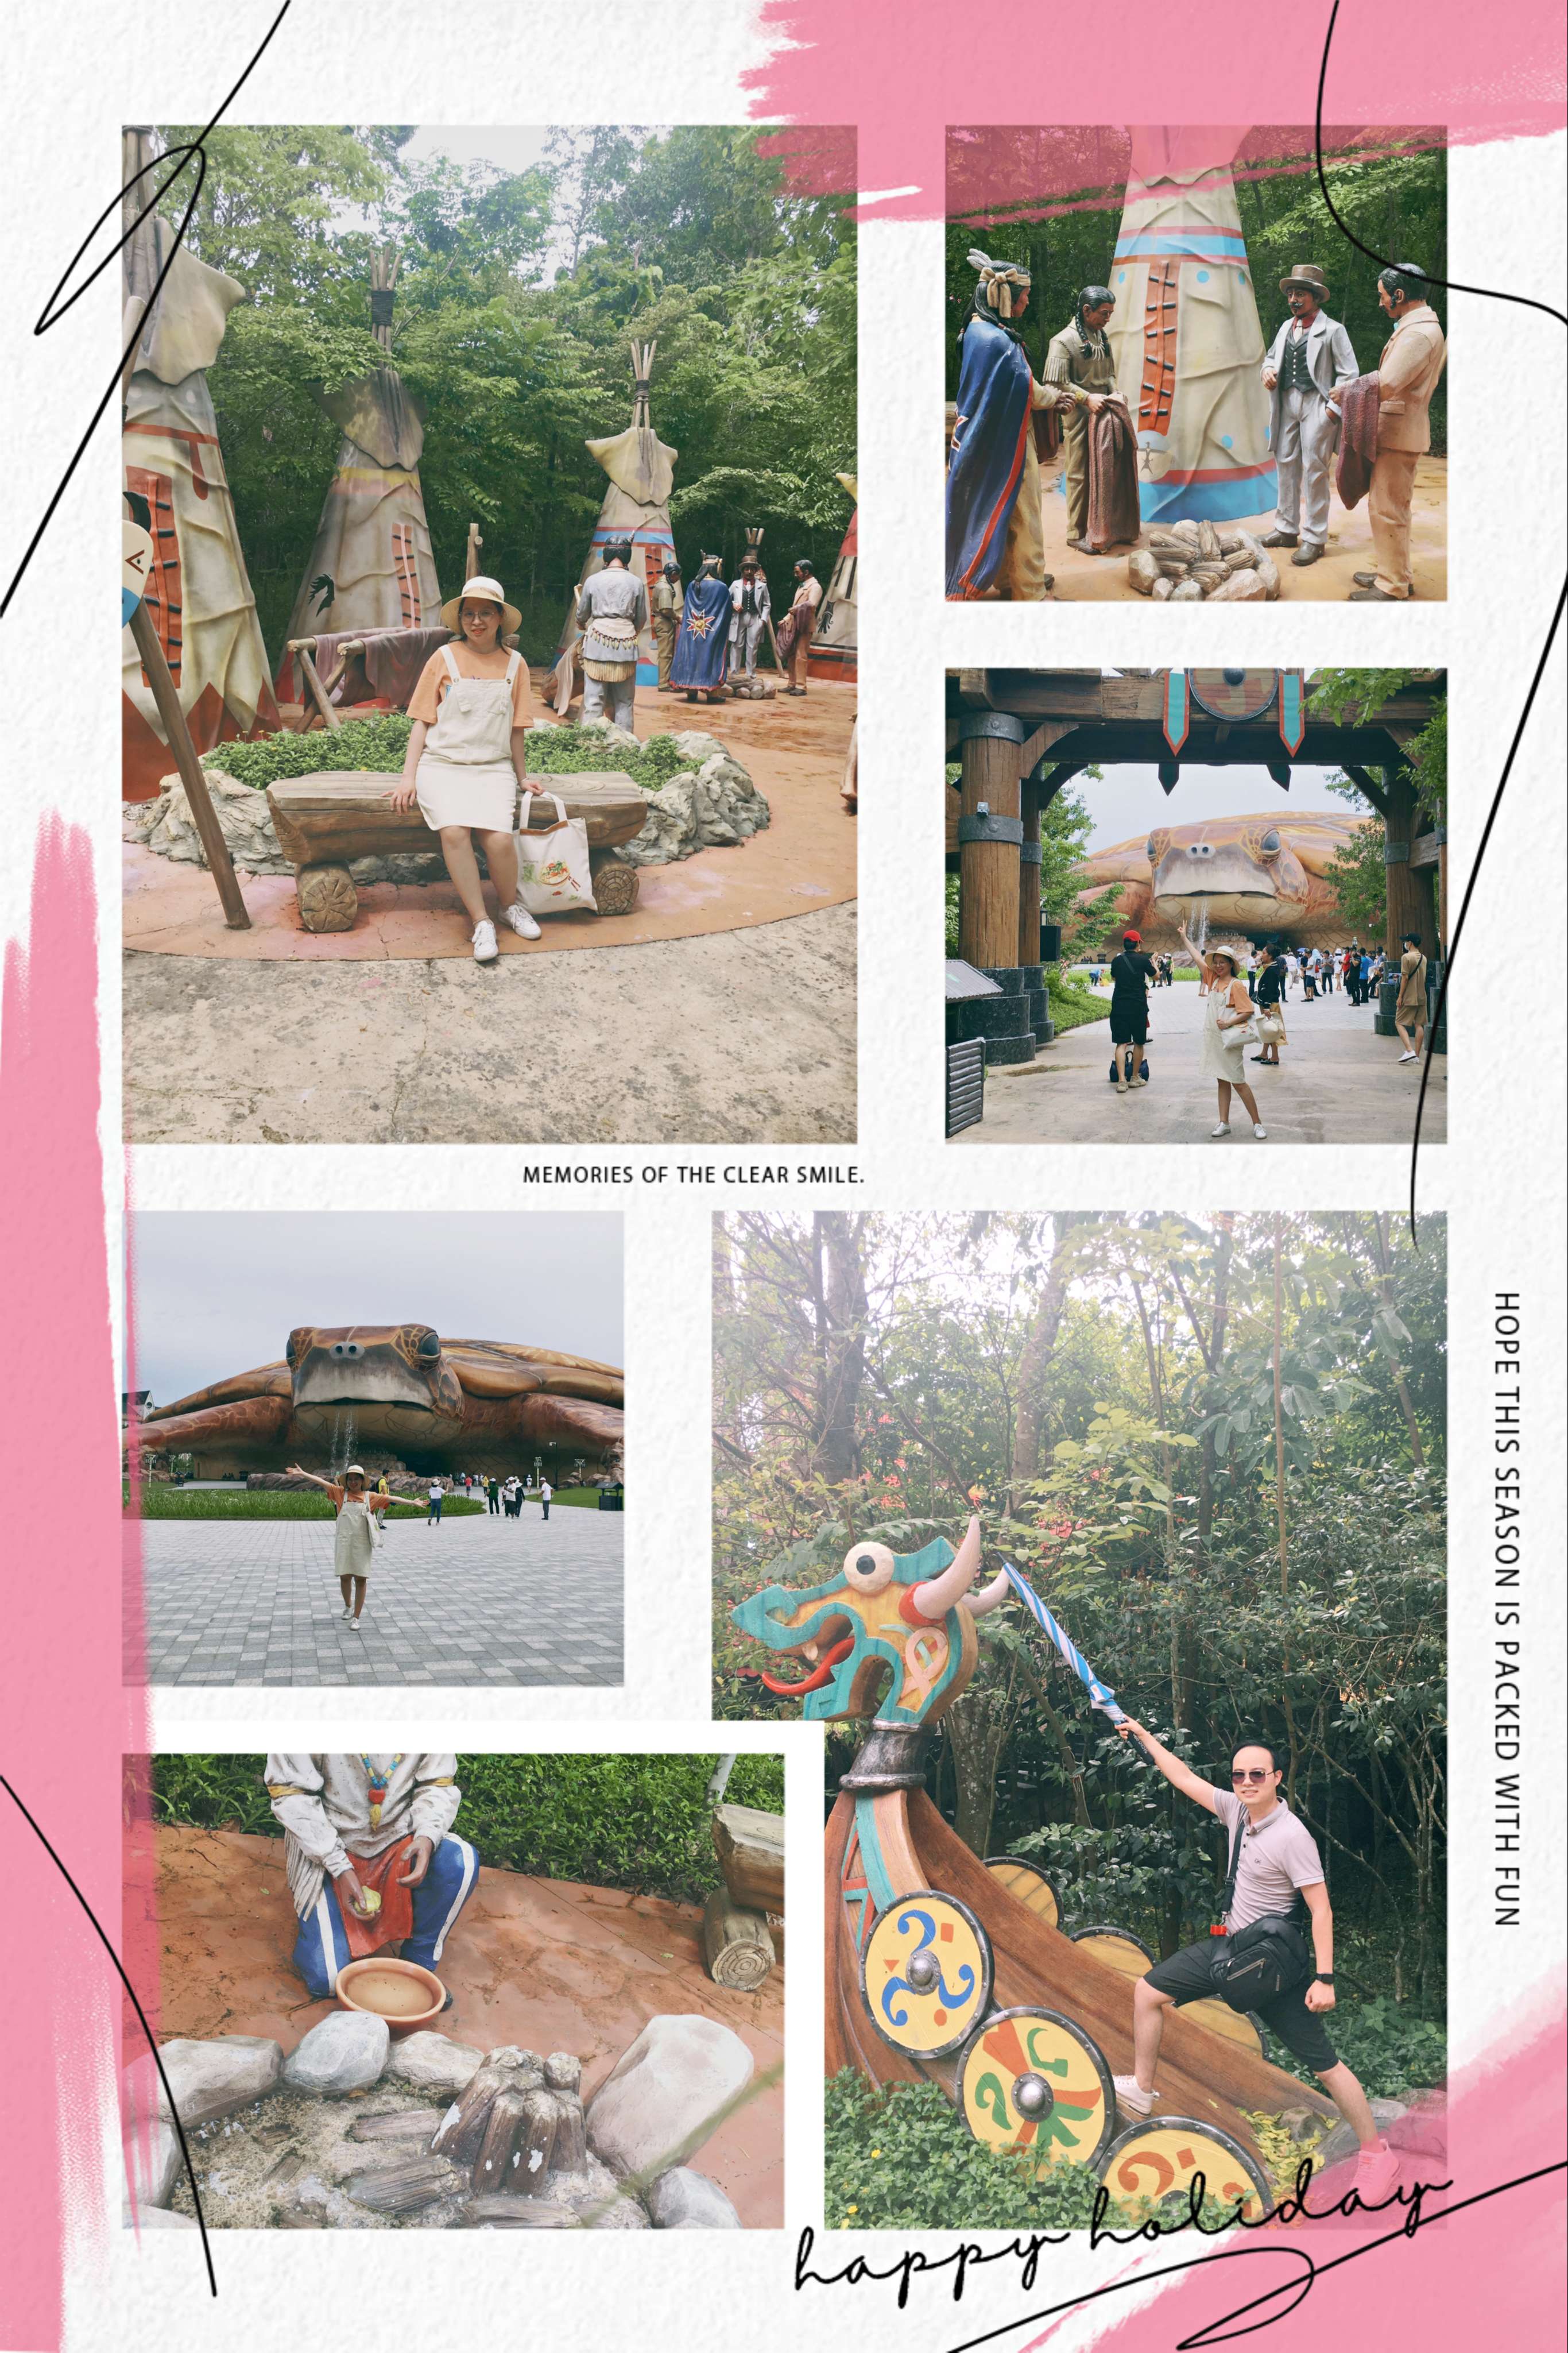 MEMORIES OF THE CLEAR SMILE.
HOPE THIS SEASON IS PACKED WITH FUN
happy holiday